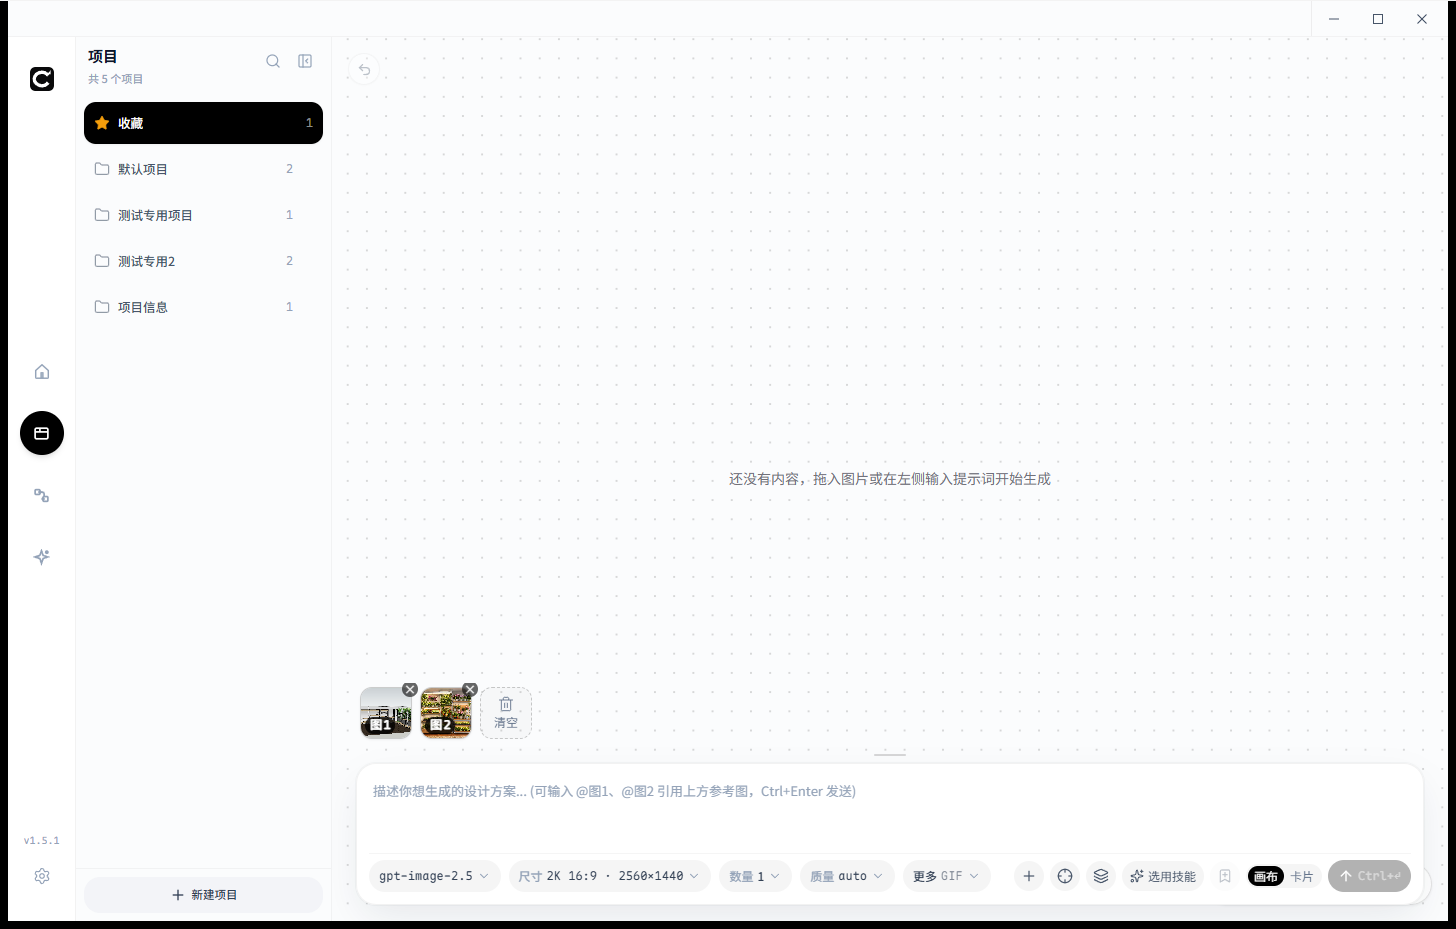 项目
共 5 个项目
收藏 1
默认项目 2
测试专用项目 1
测试专用2 2
项目信息 1
v1.5.1
新建项目
还没有内容，拖入图片或在左侧输入提示词开始生成
图1
图2
清空
描述你想生成的设计方案... (可输入 @图1、@图2 引用上方参考图，Ctrl+Enter 发送)
gpt-image-2.5
尺寸 2K 16:9 · 2560×1440
数量 1
质量 auto
更多 GIF
选用技能
画布
卡片
Ctrl+↵